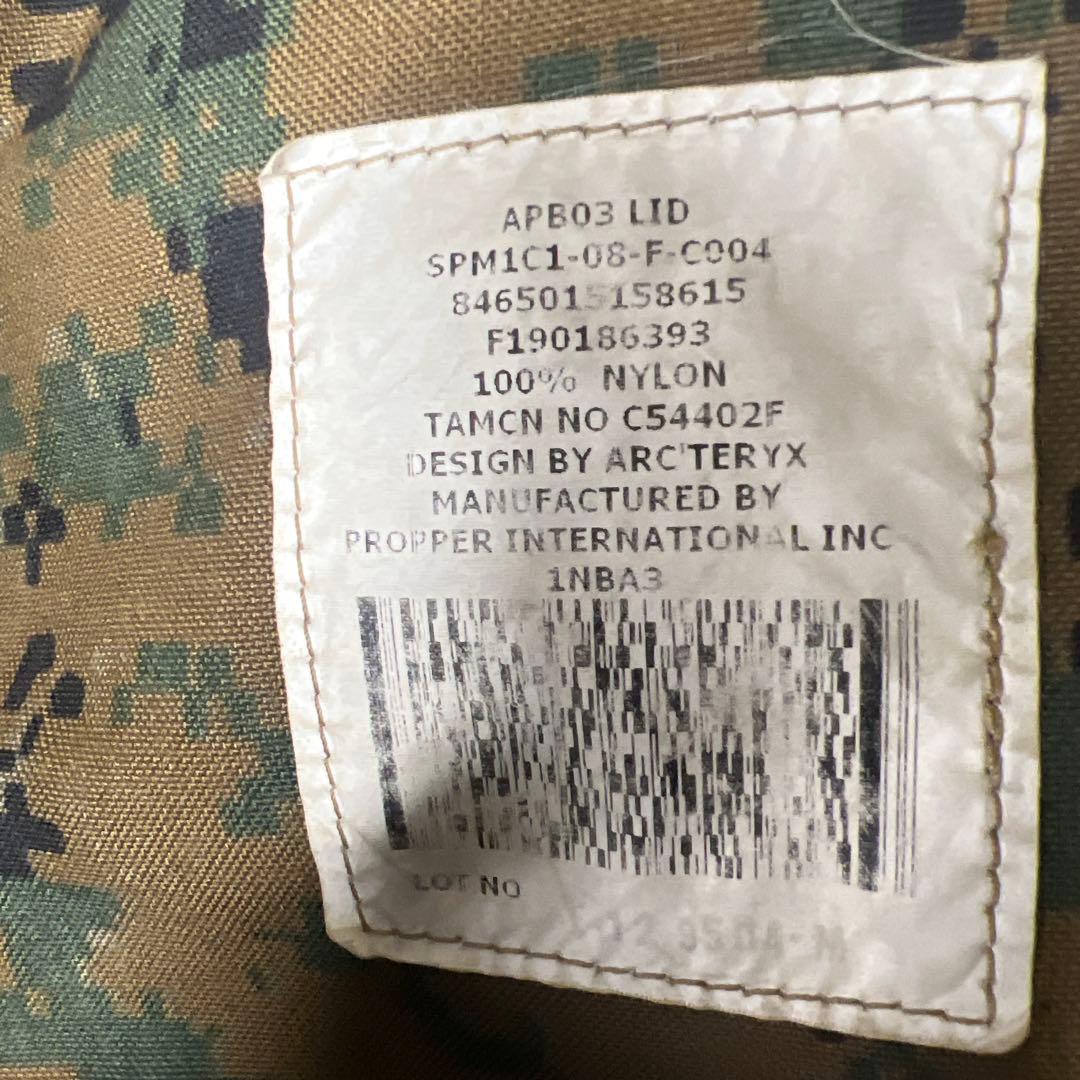 APB03 LID
SPM1C1-08-F-C004
8465015158615
F190186393
100% NYLON
TAMCN NO C54402F
DESIGN BY ARC'TERYX
MANUFACTURED BY
PROPPER INTERNATIONAL INC
1NBA3
LOT NO